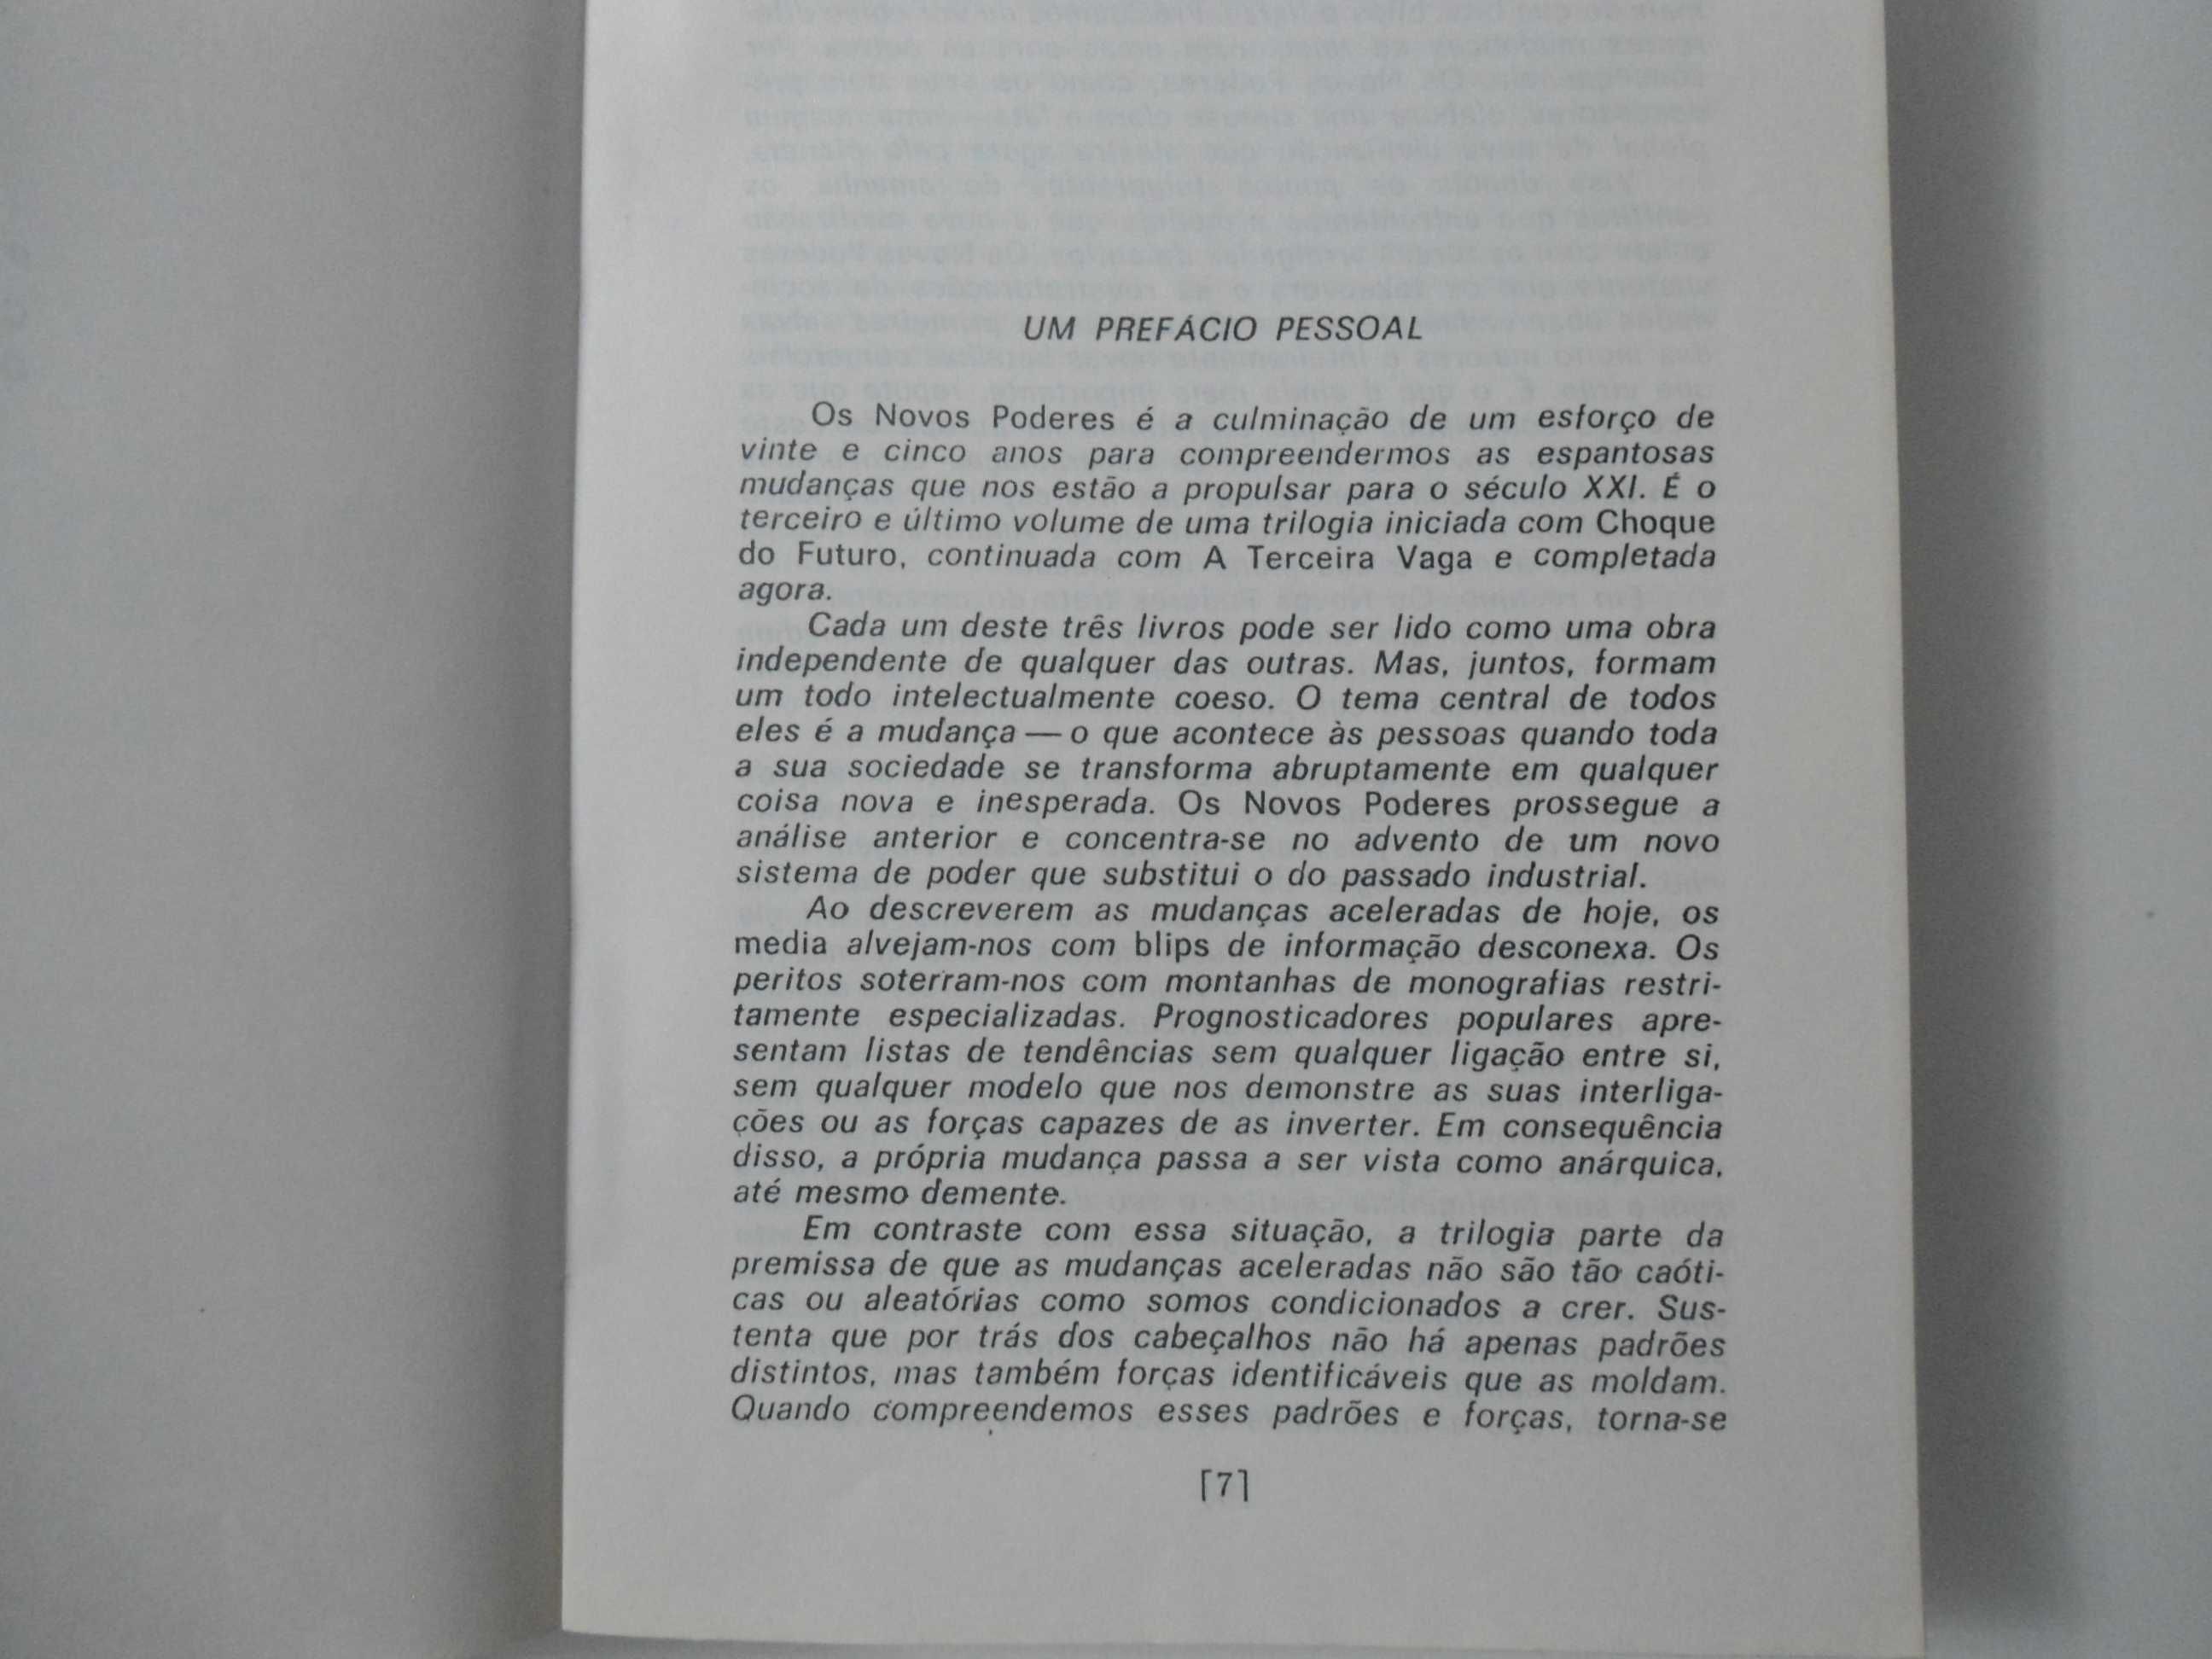 UM PREFÁCIO PESSOAL
Os Novos Poderes é a culminação de um esforço de
vinte e cinco anos para compreendermos as espantosas
mudanças que nos estão a propulsar para o século XXI. É o
terceiro e último volume de uma trilogia iniciada com Choque
do Futuro, continuada com A Terceira Vaga e completada
agora.
Cada um deste três livros pode ser lido como uma obra
independente de qualquer das outras. Mas, juntos, formam
um todo intelectualmente coeso. O tema central de todos
eles é a mudança — o que acontece às pessoas quando toda
a sua sociedade se transforma abruptamente em qualquer
coisa nova e inesperada. Os Novos Poderes prossegue a
análise anterior e concentra-se no advento de um novo
sistema de poder que substitui o do passado industrial.
Ao descreverem as mudanças aceleradas de hoje, os
media alvejam-nos com blips de informação desconexa. Os
peritos soterram-nos com montanhas de monografias restri-
tamente especializadas. Prognosticadores populares apre-
sentam listas de tendências sem qualquer ligação entre si,
sem qualquer modelo que nos demonstre as suas interliga-
ções ou as forças capazes de as inverter. Em consequência
disso, a própria mudança passa a ser vista como anárquica,
até mesmo demente.
Em contraste com essa situação, a trilogia parte da
premissa de que as mudanças aceleradas não são tão caóti-
cas ou aleatórias como somos condicionados a crer. Sus-
tenta que por trás dos cabeçalhos não há apenas padrões
distintos, mas também forças identificáveis que as moldam.
Quando compreendemos esses padrões e forças, torna-se
[7]